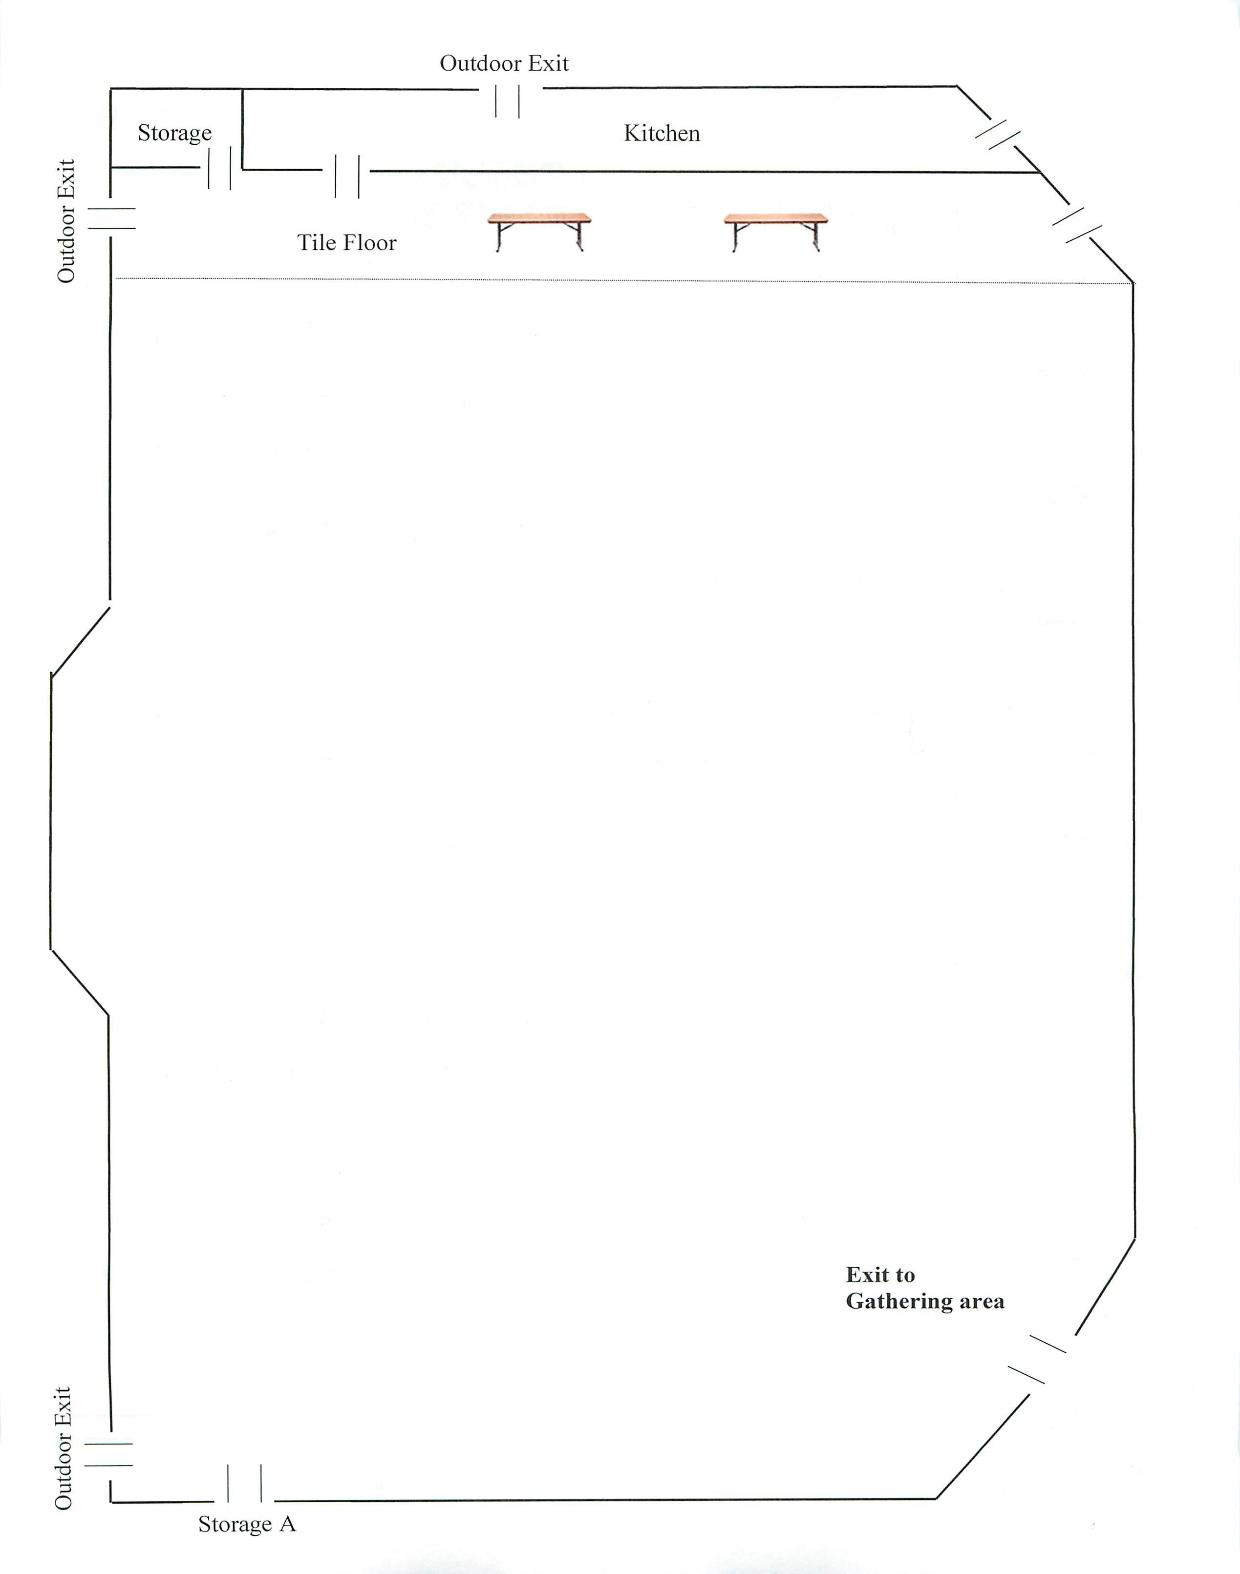 Outdoor Exit
Storage
Kitchen
Outdoor Exit
Tile Floor
Exit to
Gathering area
Outdoor Exit
Storage A